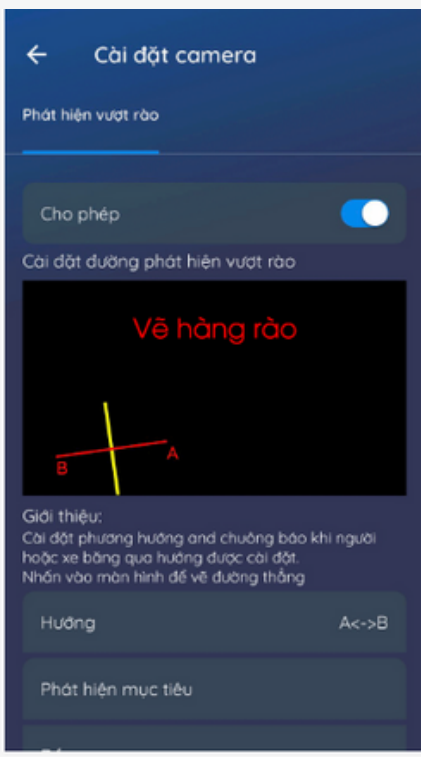 Cài đặt camera
Phát hiện vượt rào
Cho phép
Cài đặt đường phát hiện vượt rào
Vẽ hàng rào
A
B
Giới thiệu:
Cài đặt phương hướng and chuông báo khi người
hoặc xe băng qua hướng được cài đặt.
Nhấn vào màn hình để vẽ đường thẳng
Hướng A<->B
Phát hiện mục tiêu